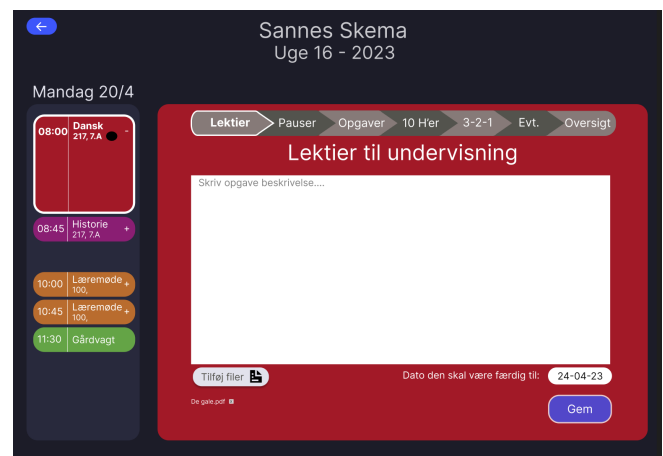 Sannes Skema
Uge 16 - 2023
Mandag 20/4
08:00 Dansk -
217, 7.A
08:45 Historie +
217, 7.A
10:00 Læremøde +
100,
10:45 Læremøde +
100,
11:30 Gårdvagt
Lektier Pauser Opgaver 10 H'er 3-2-1 Evt. Oversigt
Lektier til undervisning
Skriv opgave beskrivelse....
Tilføj filer
Dato den skal være færdig til: 24-04-23
De gale.pdf
Gem